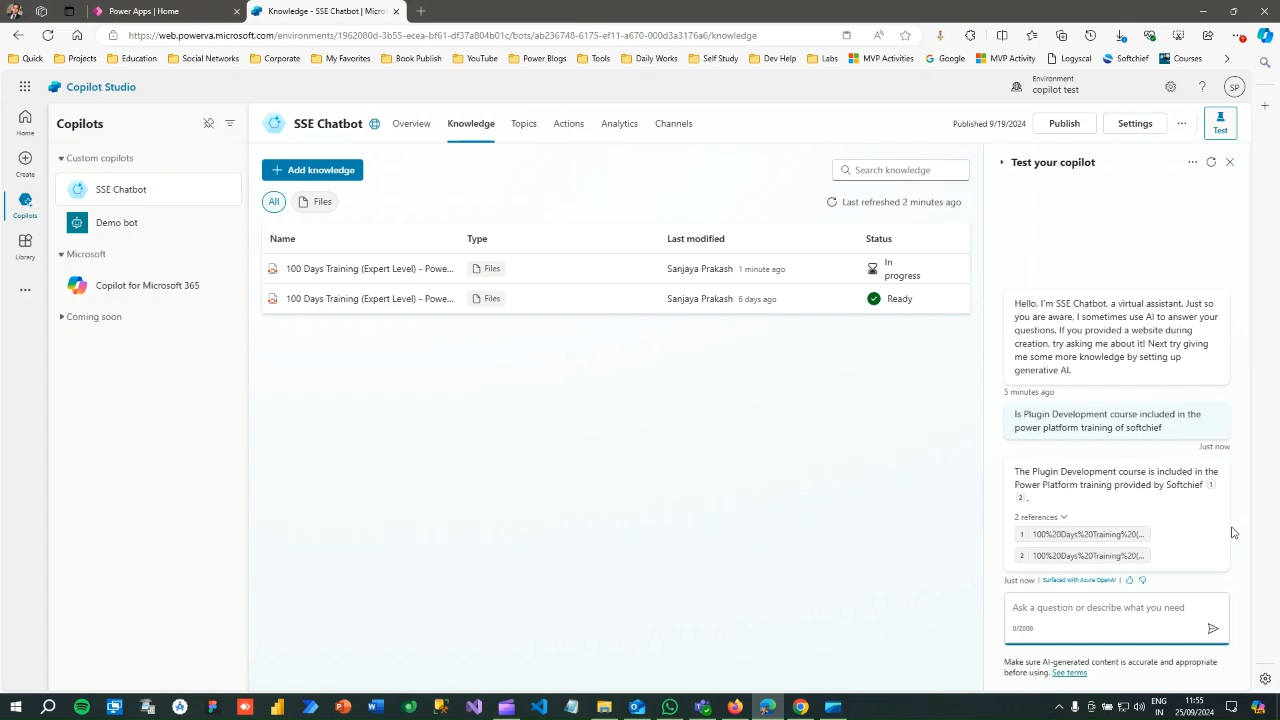 Power Apps | Home
Knowledge - SSE Chatbot | Micro
https://web.powerva.microsoft.com/environments/1962080d-3b55-ecea-bf61-df37a804b01c/bots/ab236748-6175-ef11-a670-000d3a3176a6/knowledge
Quick
Projects
Education
Social Networks
Corporate
My Favorites
Book Publish
YouTube
Power Blogs
Tools
Daily Works
Self Study
Dev Help
Labs
MVP Activities
Google
MVP Activity
Logyscal
Softchief
Courses
Copilot Studio
Environment
copilot test
SP
Home
Create
Copilots
Library
Copilots
Custom copilots
SSE Chatbot
Demo bot
Microsoft
Copilot for Microsoft 365
Coming soon
SSE Chatbot
Overview
Knowledge
Topics
Actions
Analytics
Channels
Published 9/19/2024
Publish
Settings
Test
Add knowledge
Search knowledge
All
Files
Last refreshed 2 minutes ago
Name Type Last modified Status
100 Days Training (Expert Level) - Powe... Files Sanjaya Prakash 1 minute ago In progress
100 Days Training (Expert Level) - Powe... Files Sanjaya Prakash 6 days ago Ready
Test your copilot
Hello, I'm SSE Chatbot, a virtual assistant. Just so
you are aware, I sometimes use AI to answer your
questions. If you provided a website during
creation, try asking me about it! Next try giving
me some more knowledge by setting up
generative AI.
5 minutes ago
Is Plugin Development course included in the
power platform training of softchief
Just now
The Plugin Development course is included in the
Power Platform training provided by Softchief 1
2 .
2 references
1 100%20Days%20Training%20(...
2 100%20Days%20Training%20(...
Just now | Surfaced with Azure OpenAI |
Ask a question or describe what you need
0/2000
Make sure AI-generated content is accurate and appropriate
before using. See terms
ENG
IN
11:55
25/09/2024